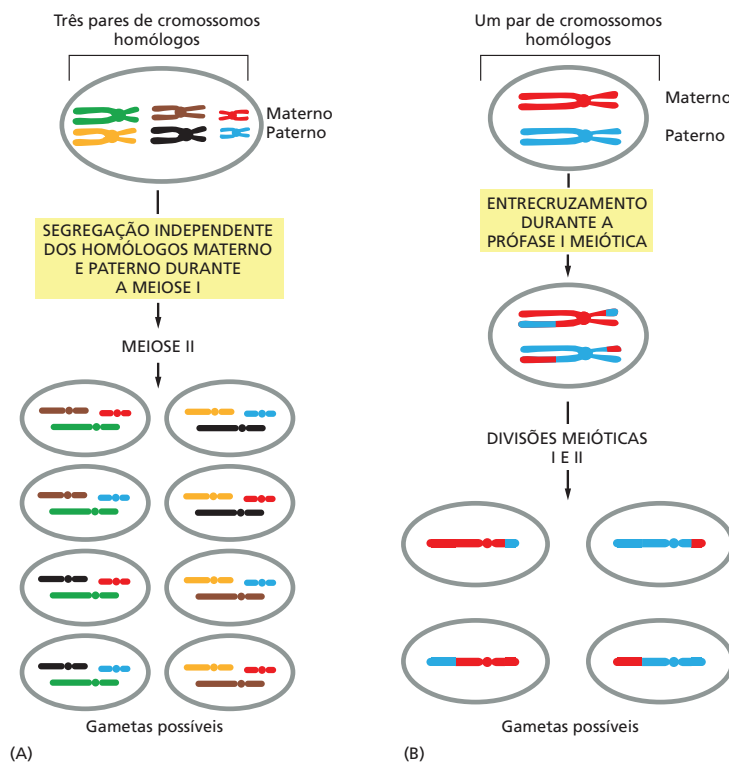 Três pares de cromossomos
homólogos
Materno
Paterno
SEGREGAÇÃO INDEPENDENTE
DOS HOMÓLOGOS MATERNO
E PATERNO DURANTE
A MEIOSE I
MEIOSE II
Gametas possíveis
(A)
Um par de cromossomos
homólogos
Materno
Paterno
ENTRECRUZAMENTO
DURANTE A
PRÓFASE I MEIÓTICA
DIVISÕES MEIÓTICAS
I E II
Gametas possíveis
(B)